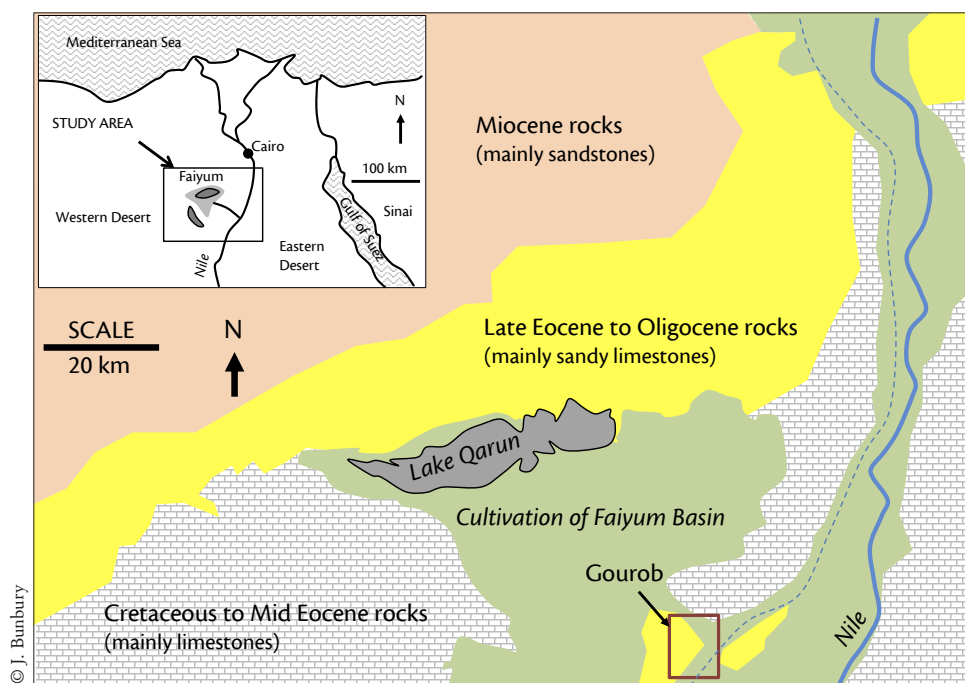 Mediterranean Sea
N
STUDY AREA
Cairo
100 km
Faiyum
Western Desert
Sinai
Gulf of Suez
Eastern
Desert
Nile
Miocene rocks
(mainly sandstones)
SCALE
20 km
N
Late Eocene to Oligocene rocks
(mainly sandy limestones)
Lake Qarun
Cultivation of Faiyum Basin
Gourob
Cretaceous to Mid Eocene rocks
(mainly limestones)
Nile
© J. Bunbury